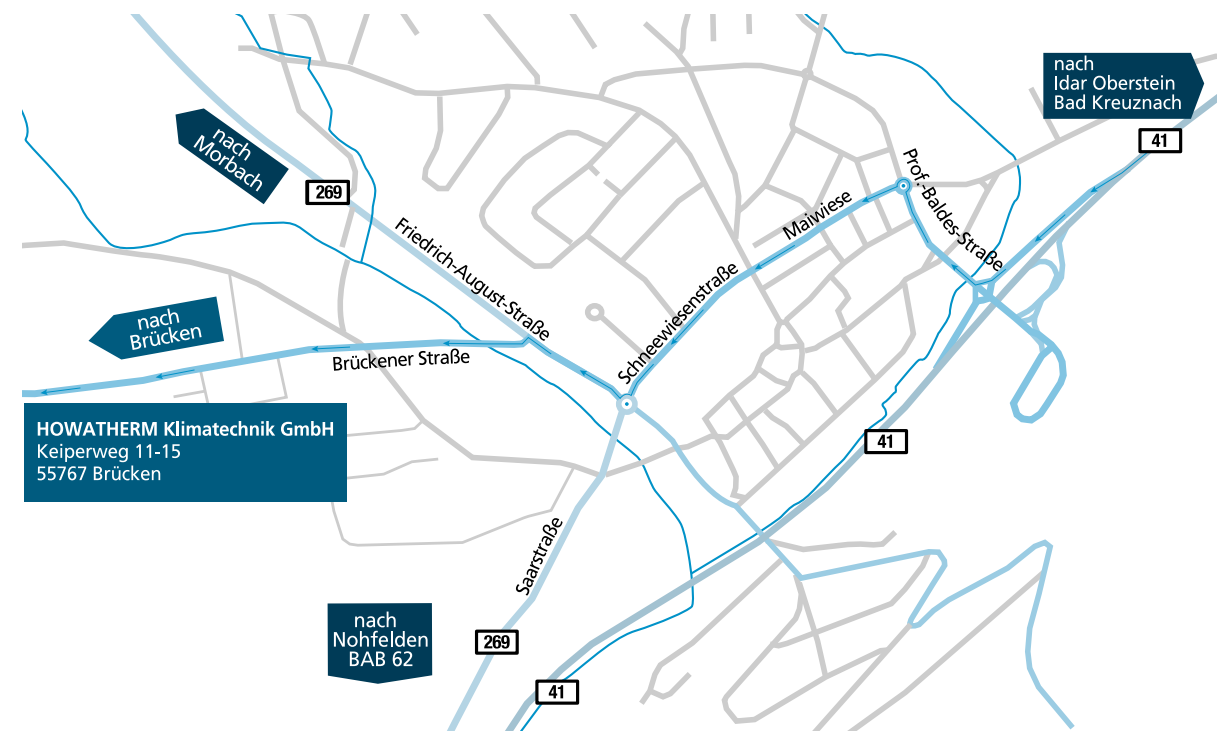 nach
Idar Oberstein
Bad Kreuznach
41
nach
Morbach
269
Prof.-Baldes-Straße
Maiwiese
Friedrich-August-Straße
Schneewiesenstraße
nach
Brücken
Brückener Straße
HOWATHERM Klimatechnik GmbH
Keiperweg 11-15
55767 Brücken
41
Saarstraße
nach
Nohfelden
BAB 62
269
41